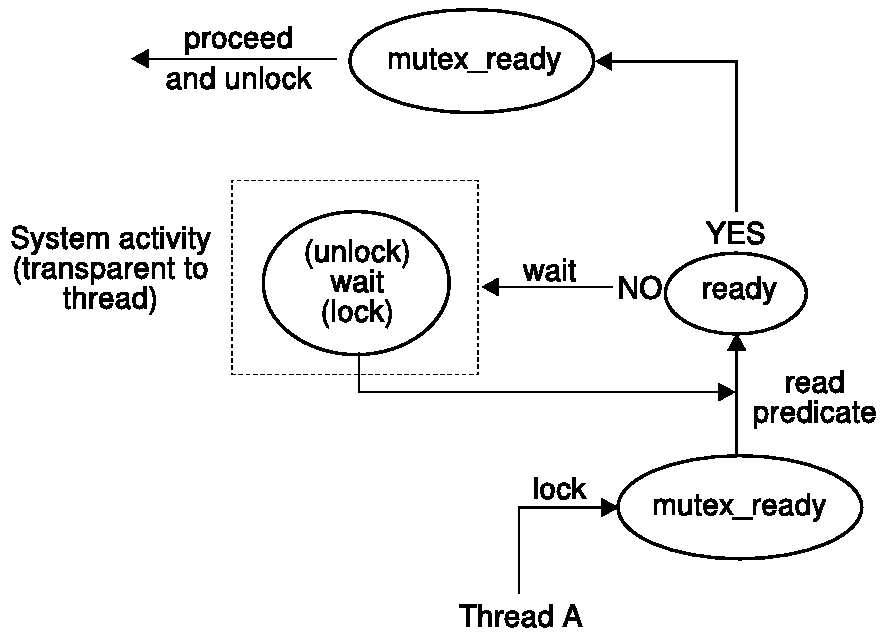 proceed
and unlock
mutex_ready
System activity
(transparent to
thread)
(unlock)
wait
(lock)
wait
NO
YES
ready
read
predicate
lock
mutex_ready
Thread A